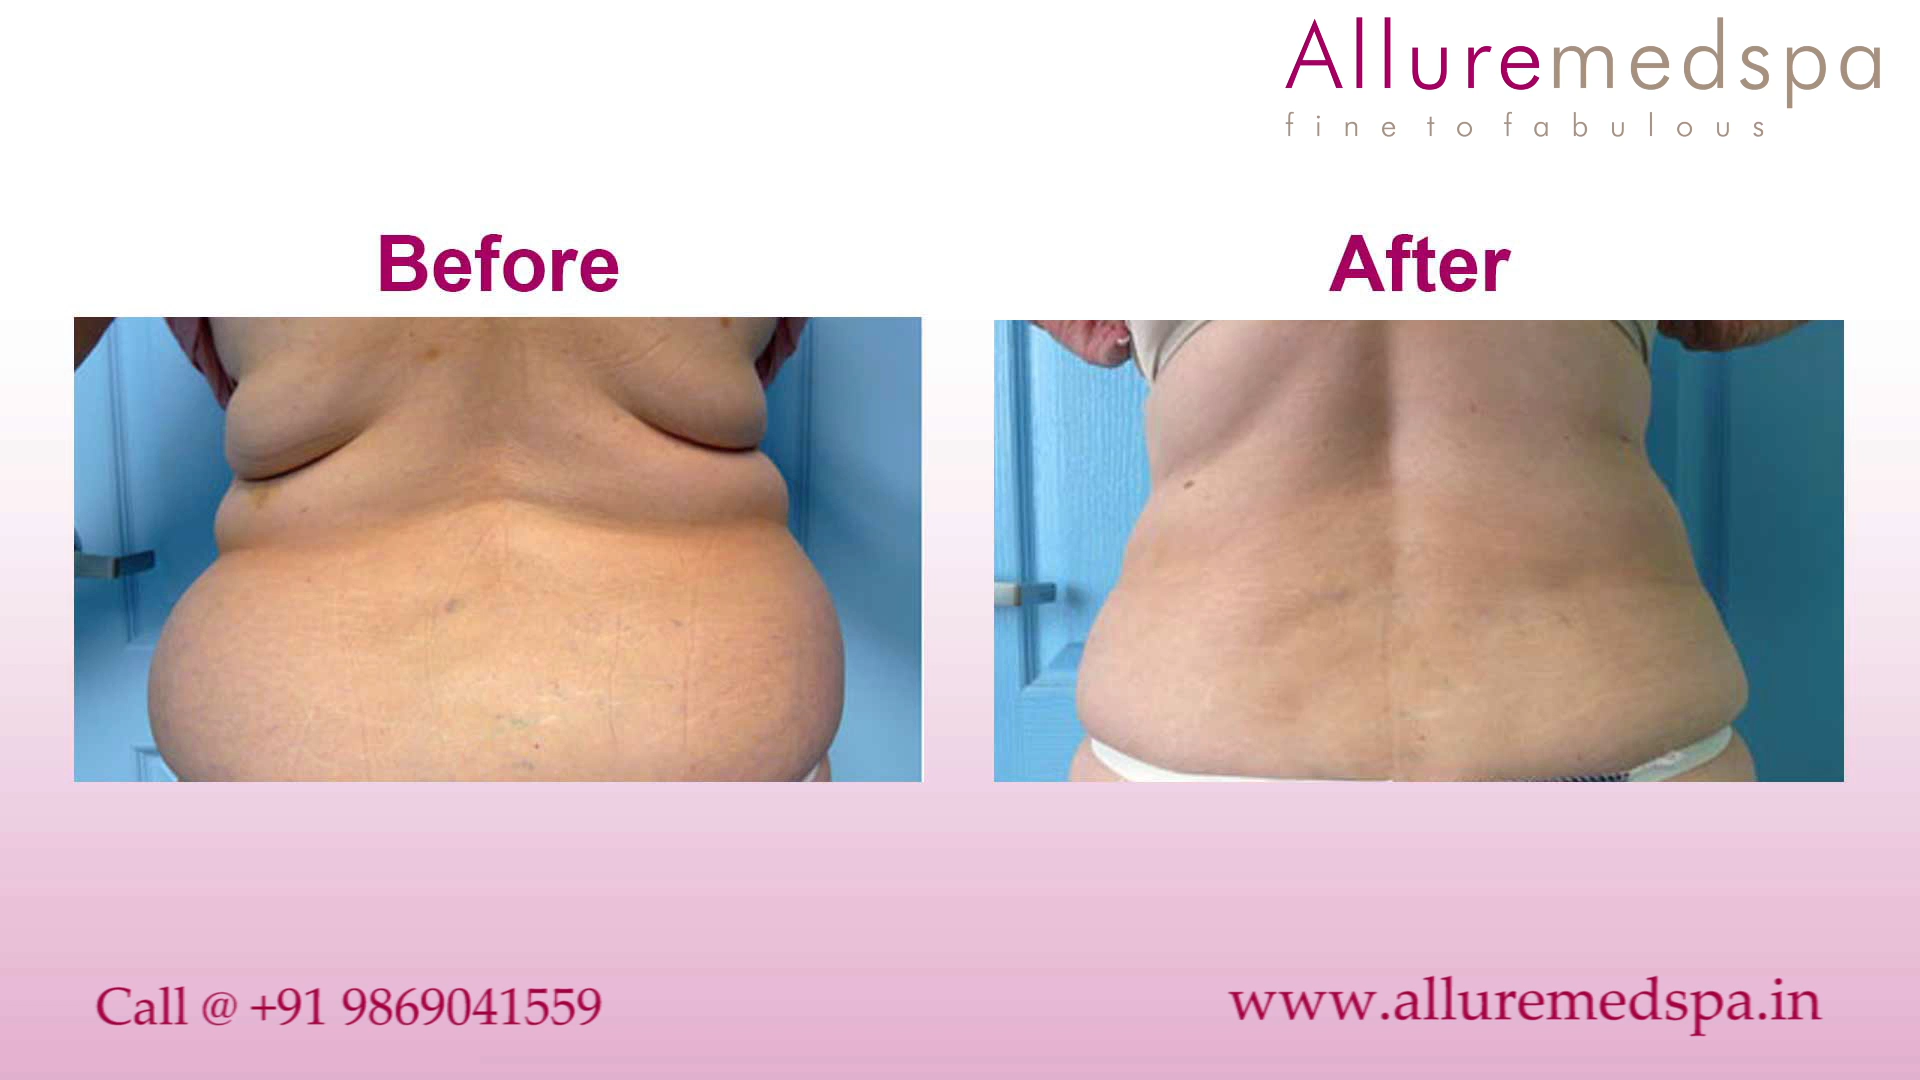 Alluremedspa
fine to fabulous
Before
After
Call @ +91 9869041559
www.alluremedspa.in